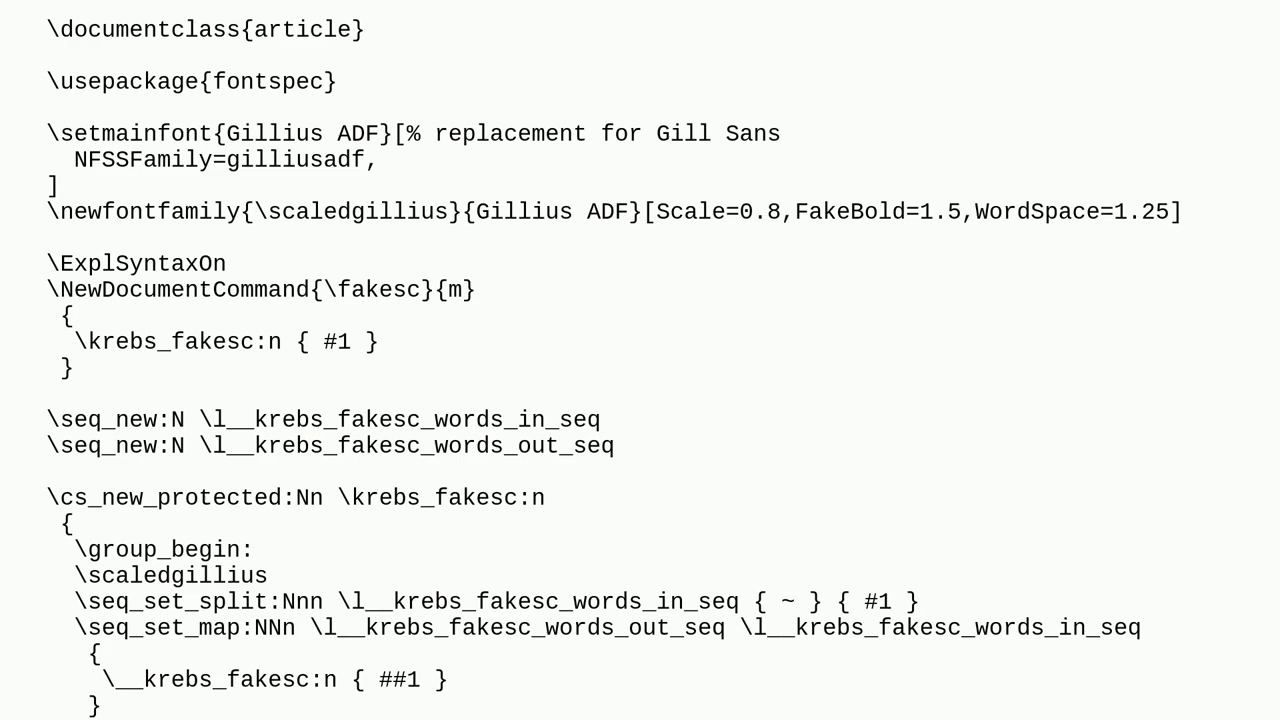 \documentclass{article}
\usepackage{fontspec}
\setmainfont{Gillius ADF}[% replacement for Gill Sans
  NFSSFamily=gilliusadf,
]
\newfontfamily{\scaledgillius}{Gillius ADF}[Scale=0.8,FakeBold=1.5,WordSpace=1.25]
\ExplSyntaxOn
\NewDocumentCommand{\fakesc}{m}
 {
  \krebs_fakesc:n { #1 }
 }
\seq_new:N \l__krebs_fakesc_words_in_seq
\seq_new:N \l__krebs_fakesc_words_out_seq
\cs_new_protected:Nn \krebs_fakesc:n
 {
  \group_begin:
  \scaledgillius
  \seq_set_split:Nnn \l__krebs_fakesc_words_in_seq { ~ } { #1 }
  \seq_set_map:NNn \l__krebs_fakesc_words_out_seq \l__krebs_fakesc_words_in_seq
   {
    \__krebs_fakesc:n { ##1 }
   }